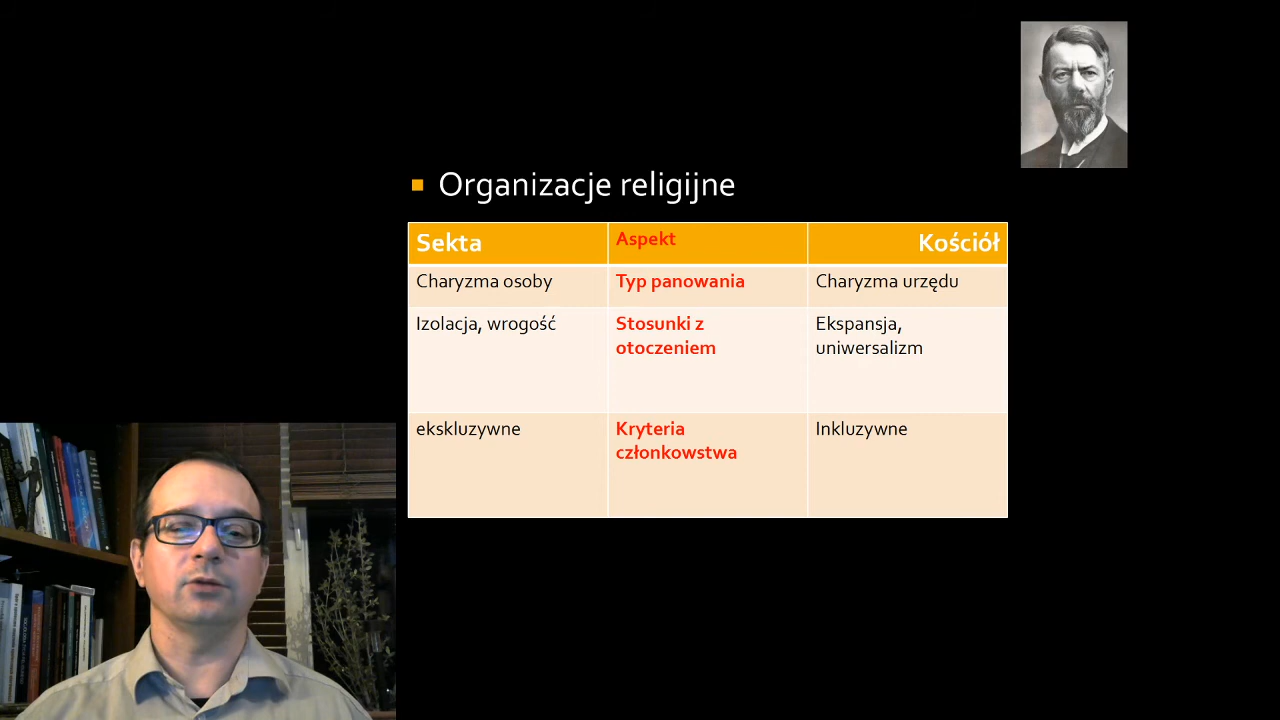 Organizacje religijne
Sekta Aspekt Kościół
Charyzma osoby Typ panowania Charyzma urzędu
Izolacja, wrogość Stosunki z Ekspansja,
otoczeniem uniwersalizm
ekskluzywne Kryteria Inkluzywne
członkowstwa